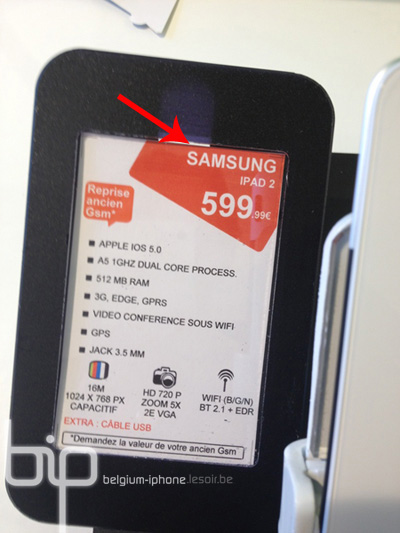 SAMSUNG
IPAD 2
599.99€
Reprise
ancien
Gsm*
APPLE IOS 5.0
A5 1GHZ DUAL CORE PROCESS.
512 MB RAM
3G, EDGE, GPRS
VIDEO CONFERENCE SOUS WIFI
GPS
JACK 3.5 MM
16M
1024 X 768 PX
CAPACITIF
HD 720 P
ZOOM 5X
2E VGA
WIFI (B/G/N)
BT 2.1 + EDR
EXTRA : CÂBLE USB
*Demandez la valeur de votre ancien Gsm
bip
belgium-iphone.lesoir.be